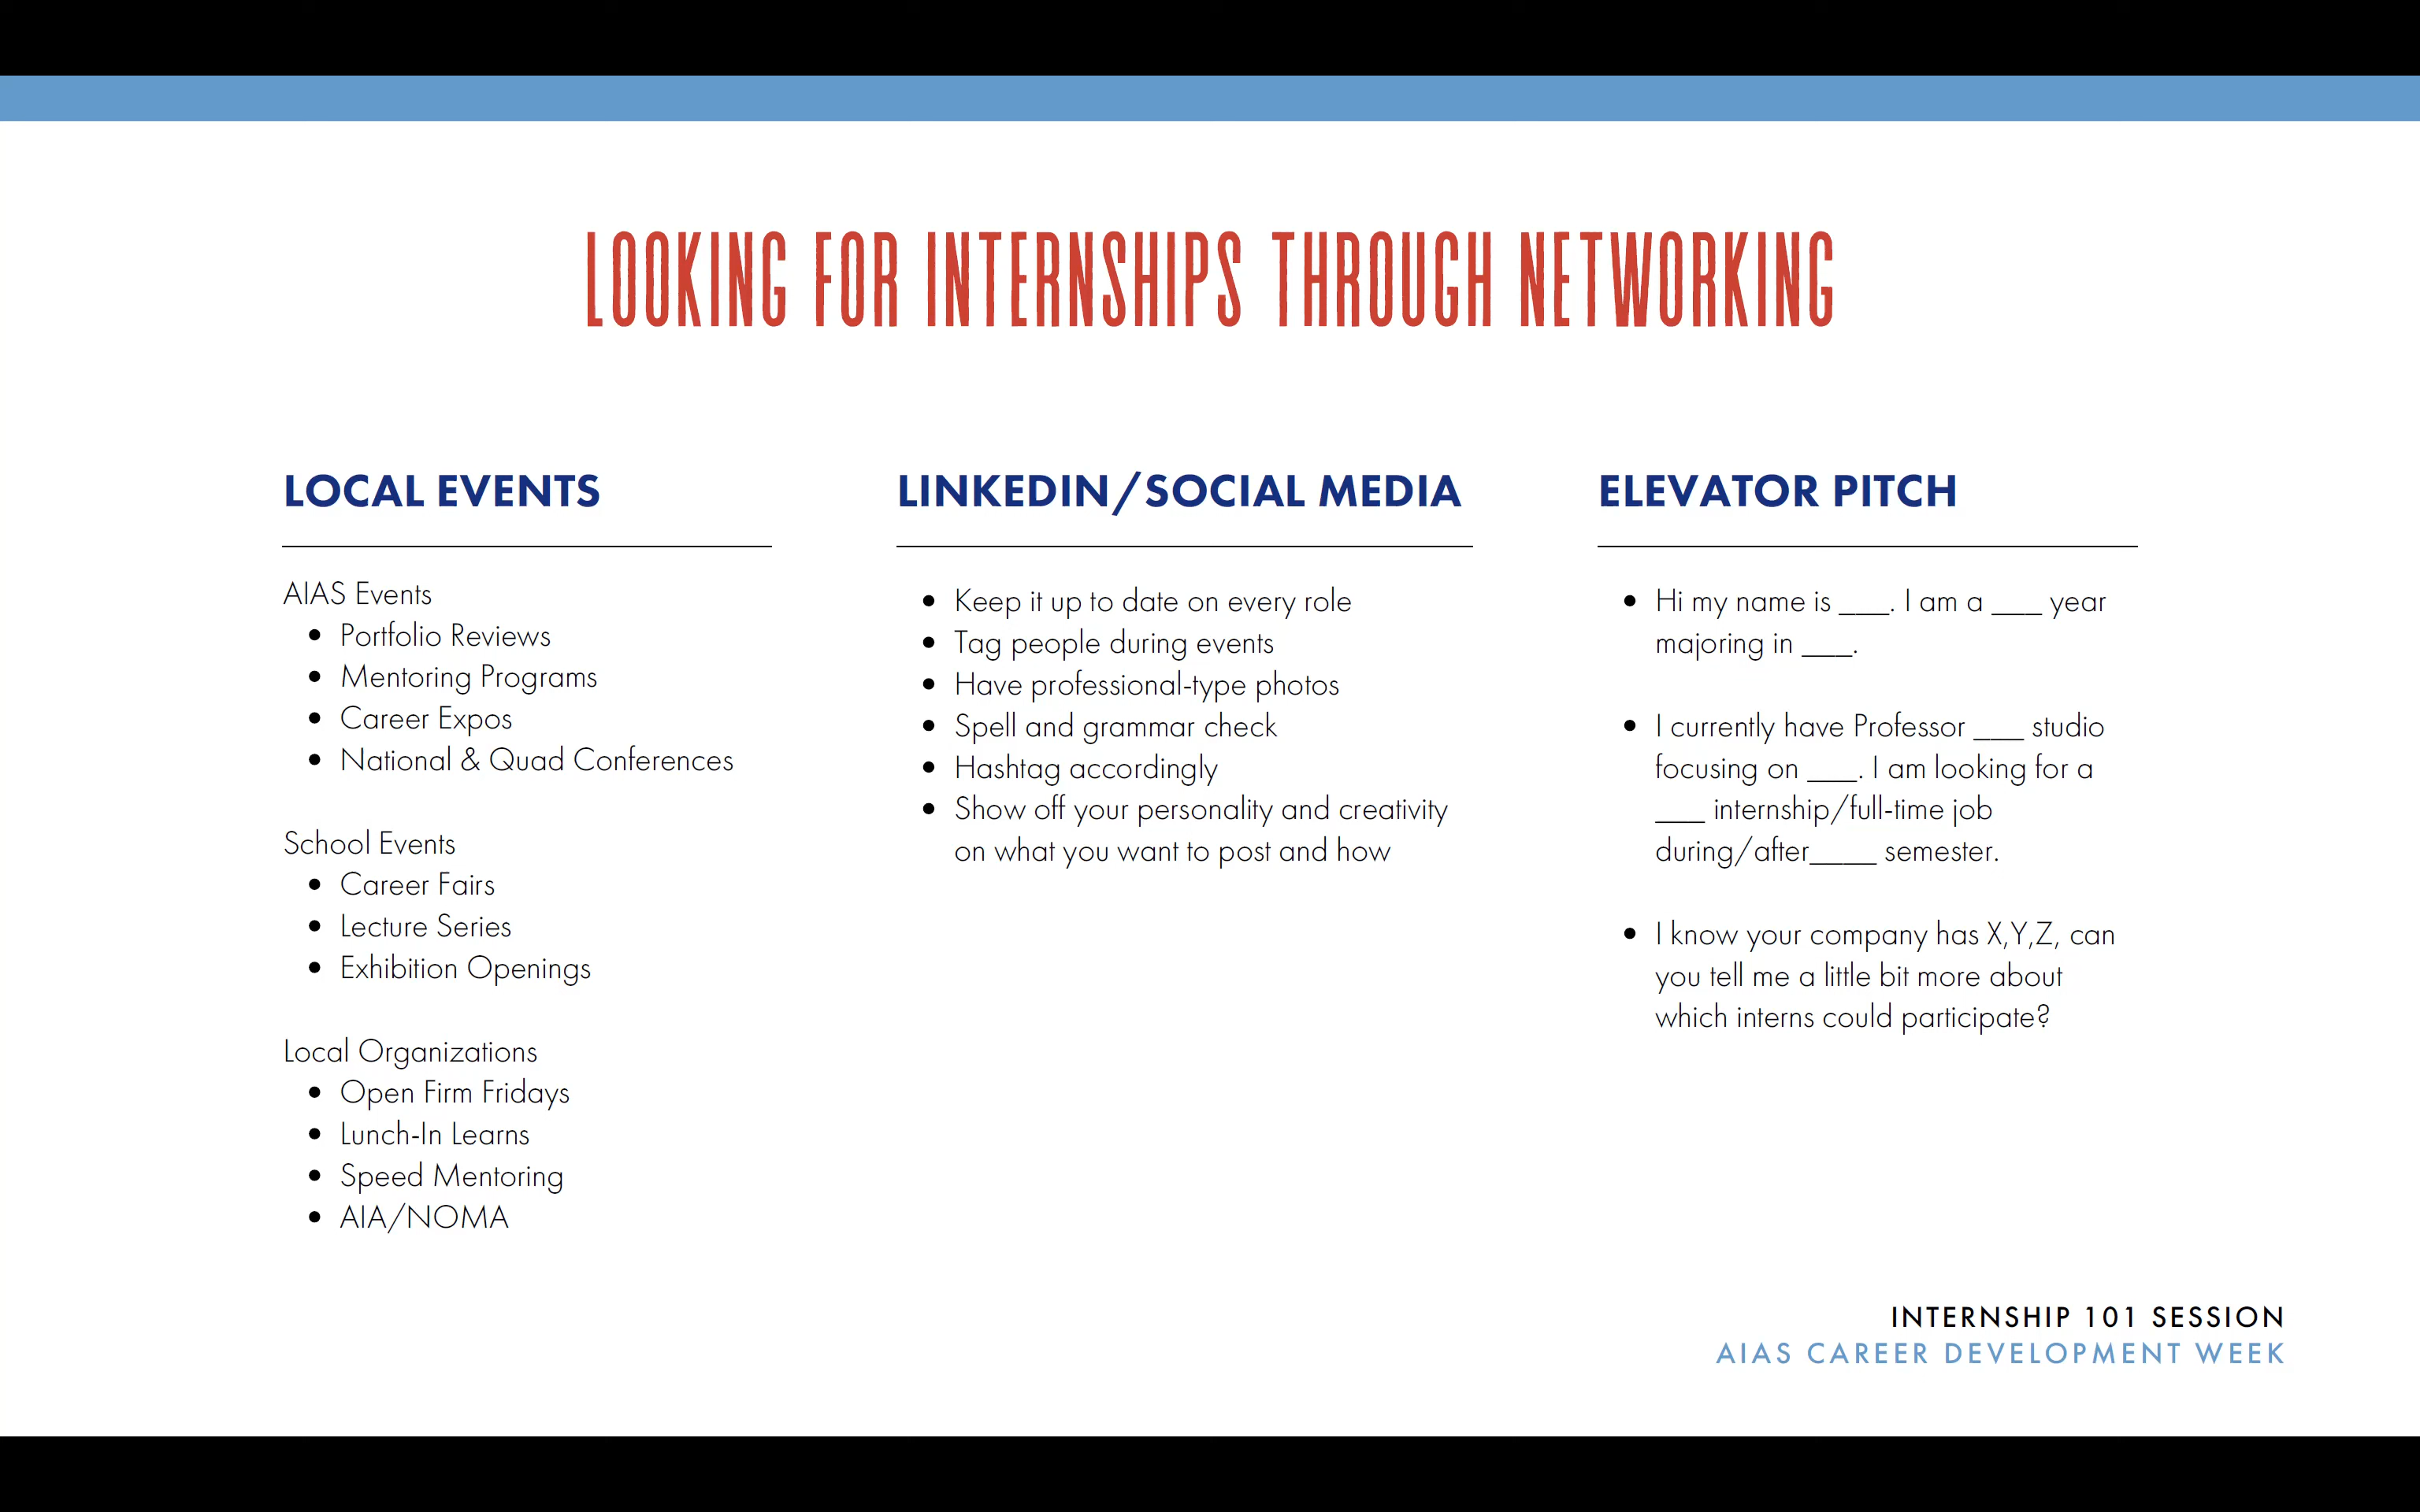 LOOKING FOR INTERNSHIPS THROUGH NETWORKING
LOCAL EVENTS
AIAS Events
• Portfolio Reviews
• Mentoring Programs
• Career Expos
• National & Quad Conferences
School Events
• Career Fairs
• Lecture Series
• Exhibition Openings
Local Organizations
• Open Firm Fridays
• Lunch-In Learns
• Speed Mentoring
• AIA/NOMA
LINKEDIN/SOCIAL MEDIA
• Keep it up to date on every role
• Tag people during events
• Have professional-type photos
• Spell and grammar check
• Hashtag accordingly
• Show off your personality and creativity
on what you want to post and how
ELEVATOR PITCH
• Hi my name is ___. I am a ___ year
majoring in ___.
• I currently have Professor ___ studio
focusing on ___. I am looking for a
___ internship/full-time job
during/after____ semester.
• I know your company has X,Y,Z, can
you tell me a little bit more about
which interns could participate?
INTERNSHIP 101 SESSION
AIAS CAREER DEVELOPMENT WEEK